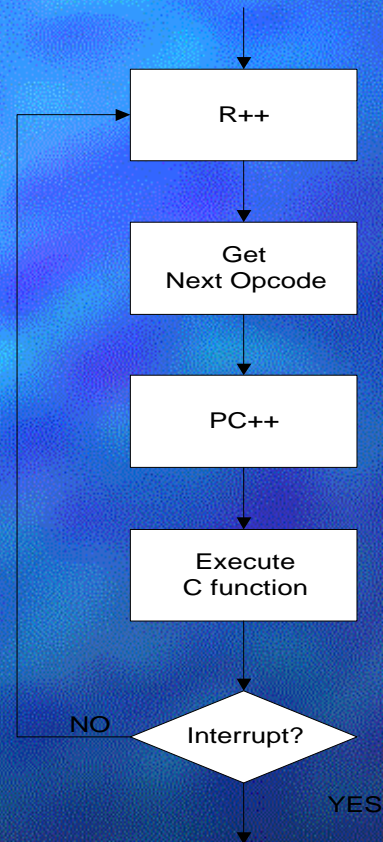 R++
Get
Next Opcode
PC++
Execute
C function
NO
Interrupt?
YES